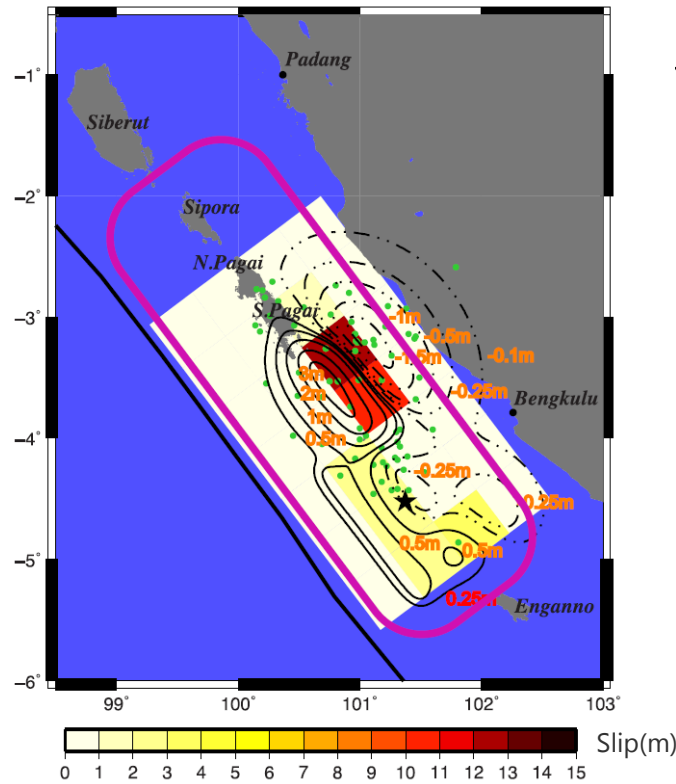 Padang
Siberut
Sipora
N.Pagai
S.Pagai
-1m
-0.5m
-0.1m
-1.5m
3m
-0.25m
2m
Bengkulu
1m
0.5m
-0.25m
0.25m
0.5m
0.5m
0.25m
Enganno
−1°
−2°
−3°
−4°
−5°
−6°
99°
100°
101°
102°
103°
Slip(m)
0 1 2 3 4 5 6 7 8 9 10 11 12 13 14 15